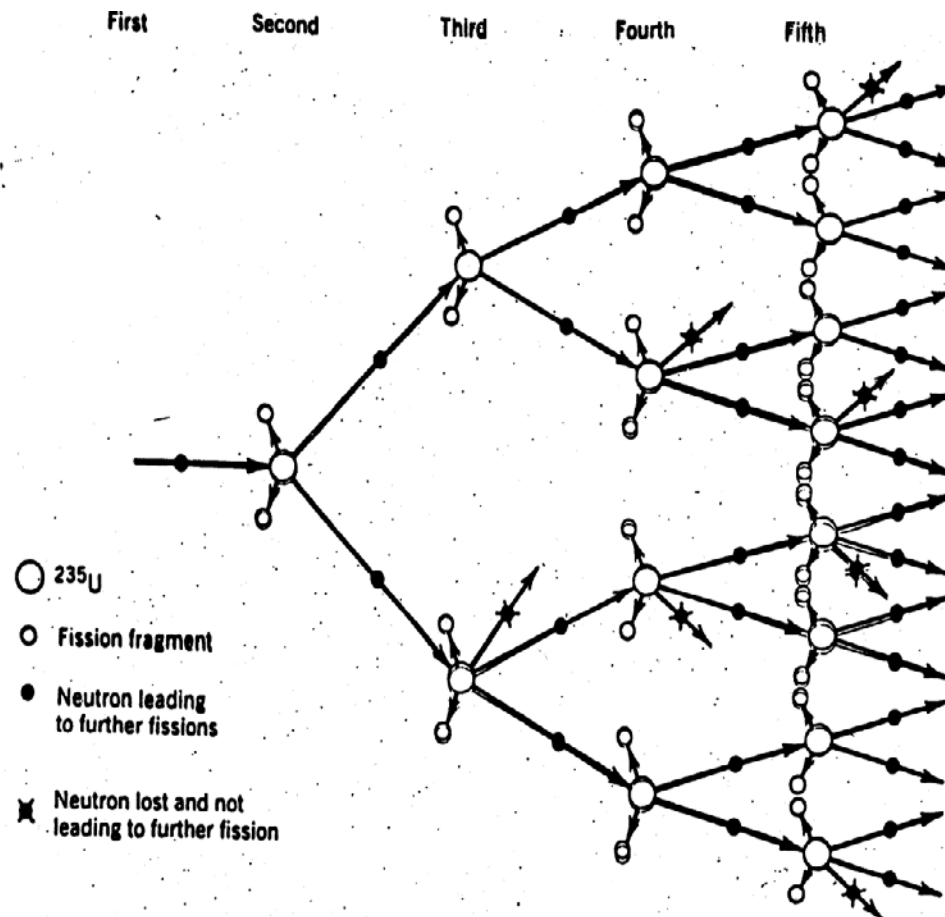 First Second Third Fourth Fifth
²³⁵U
Fission fragment
Neutron leading
to further fissions
Neutron lost and not
leading to further fission